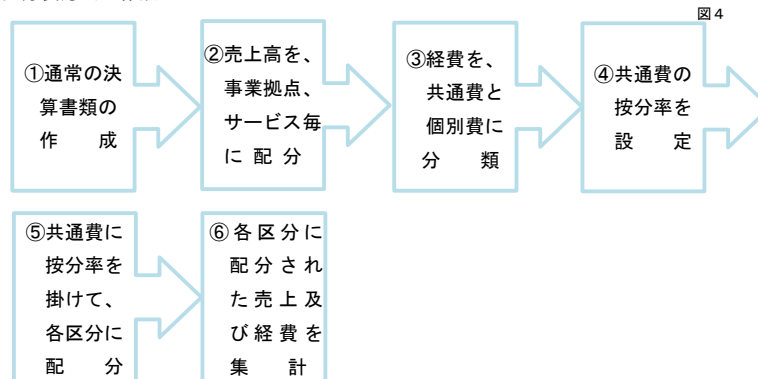 図４
①通常の決
算書類の
作　　成
②売上高を、
事業拠点、
サービス毎
に 配 分
③経費を、
共通費と
個別費に
分　　類
④共通費の
按分率を
設　　定
⑤共通費に
按分率を
掛けて、
各区分に
配　　分
⑥各区分に
配分され
た売上及
び経費を
集　　計